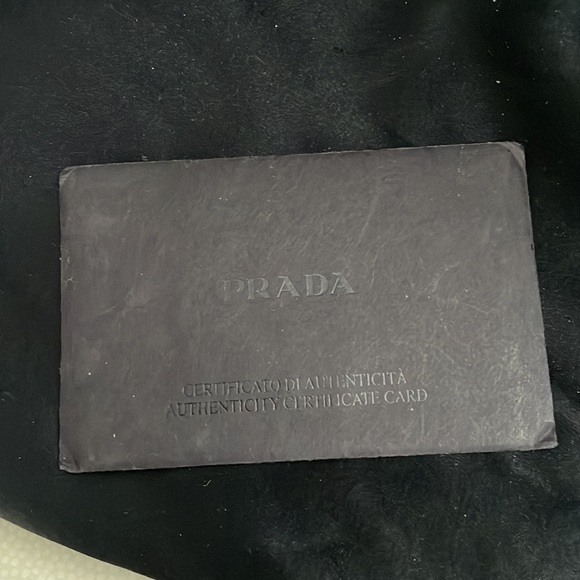 PRADA
CERTIFICATO DI AUTENTICITÀ
AUTHENTICITY CERTIFICATE CARD